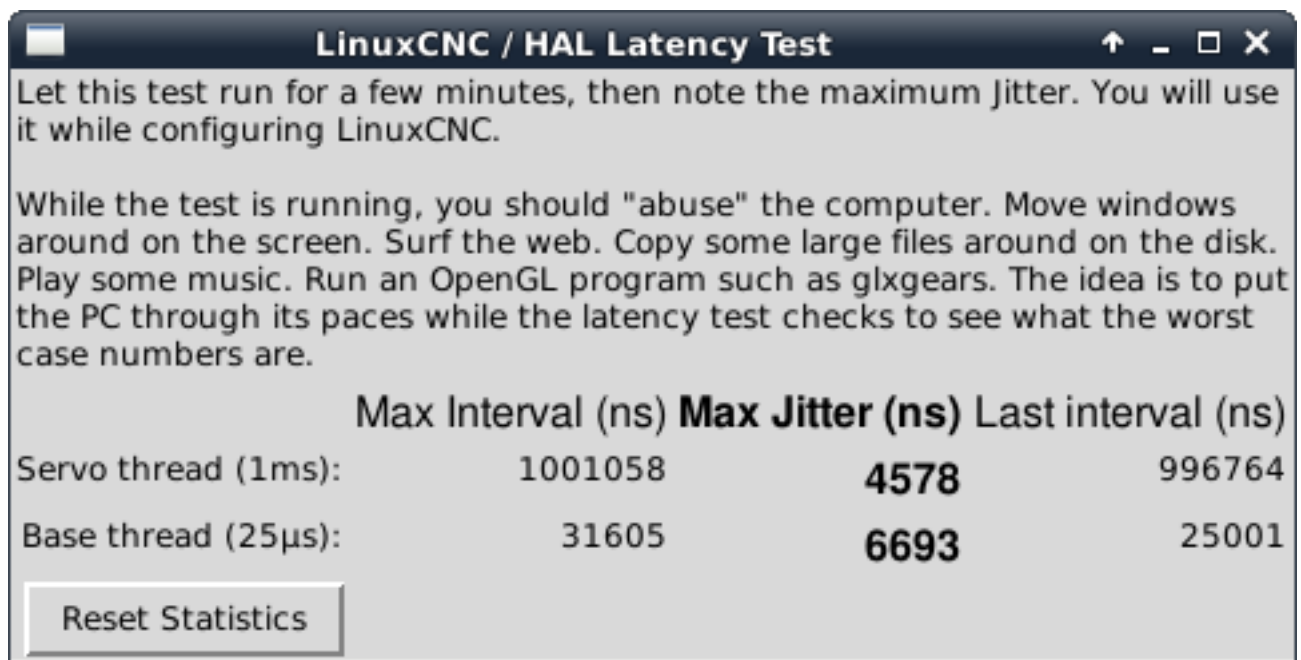 LinuxCNC / HAL Latency Test
Let this test run for a few minutes, then note the maximum Jitter. You will use
it while configuring LinuxCNC.
While the test is running, you should "abuse" the computer. Move windows
around on the screen. Surf the web. Copy some large files around on the disk.
Play some music. Run an OpenGL program such as glxgears. The idea is to put
the PC through its paces while the latency test checks to see what the worst
case numbers are.
Max Interval (ns) Max Jitter (ns) Last interval (ns)
Servo thread (1ms): 1001058 4578 996764
Base thread (25µs): 31605 6693 25001
Reset Statistics